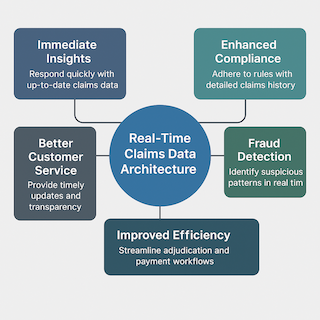 Immediate
Insights
Respond quickly with
up-to-date claims data
Enhanced
Compliance
Adhere to rules with
detailed claims history
Real-Time
Claims Data
Architecture
Better
Customer
Service
Provide timely
updates and
transparency
Fraud
Detection
Identify suspicious
patterns in real tim
Improved Efficiency
Streamline adjudication and
payment workflows